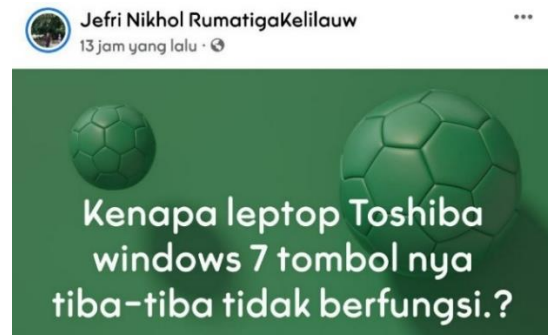 Jefri Nikhol RumatigaKelilauw
13 jam yang lalu ·
Kenapa leptop Toshiba
windows 7 tombol nya
tiba-tiba tidak berfungsi.?